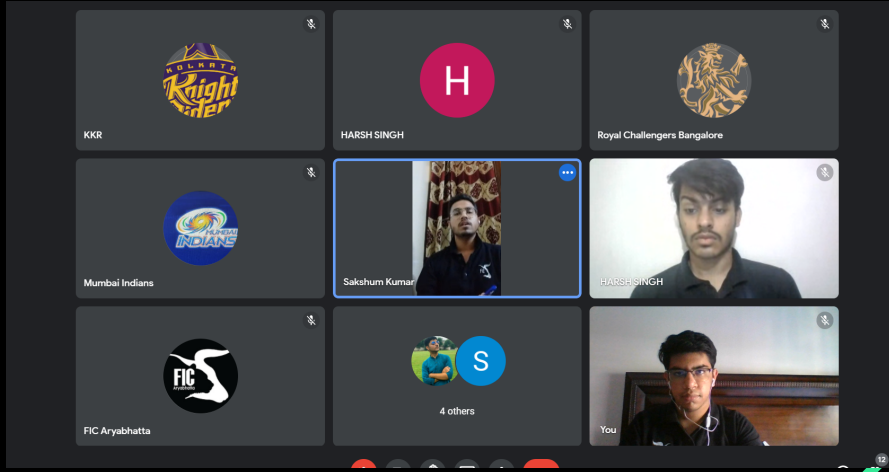 KOLKATA
Knight
Riders
KKR
H
HARSH SINGH
Royal Challengers Bangalore
MUMBAI
INDIANS
Mumbai Indians
Sakshum Kumar
HARSH SINGH
FIC
Aryabhatta
FIC Aryabhatta
S
4 others
You
12